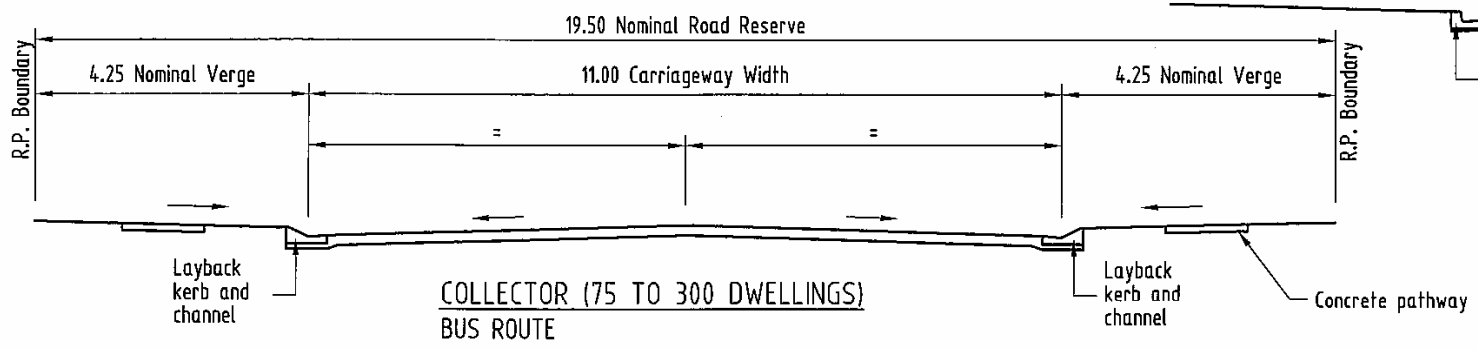 19.50 Nominal Road Reserve
R.P. Boundary
4.25 Nominal Verge
11.00 Carriageway Width
4.25 Nominal Verge
R.P. Boundary
=
=
Layback
kerb and
channel
COLLECTOR (75 TO 300 DWELLINGS)
BUS ROUTE
Layback
kerb and
channel
Concrete pathway